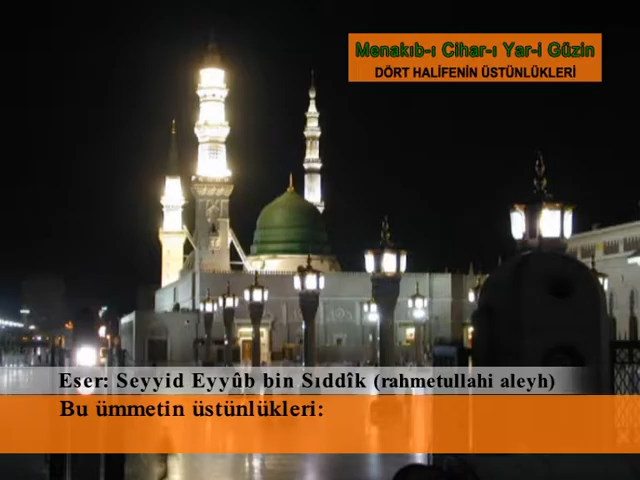 Menakıb-ı Cihar-ı Yar-i Güzin
DÖRT HALİFENİN ÜSTÜNLÜKLERİ
Eser: Seyyid Eyyûb bin Sıddîk (rahmetullahi aleyh)
Bu ümmetin üstünlükleri: